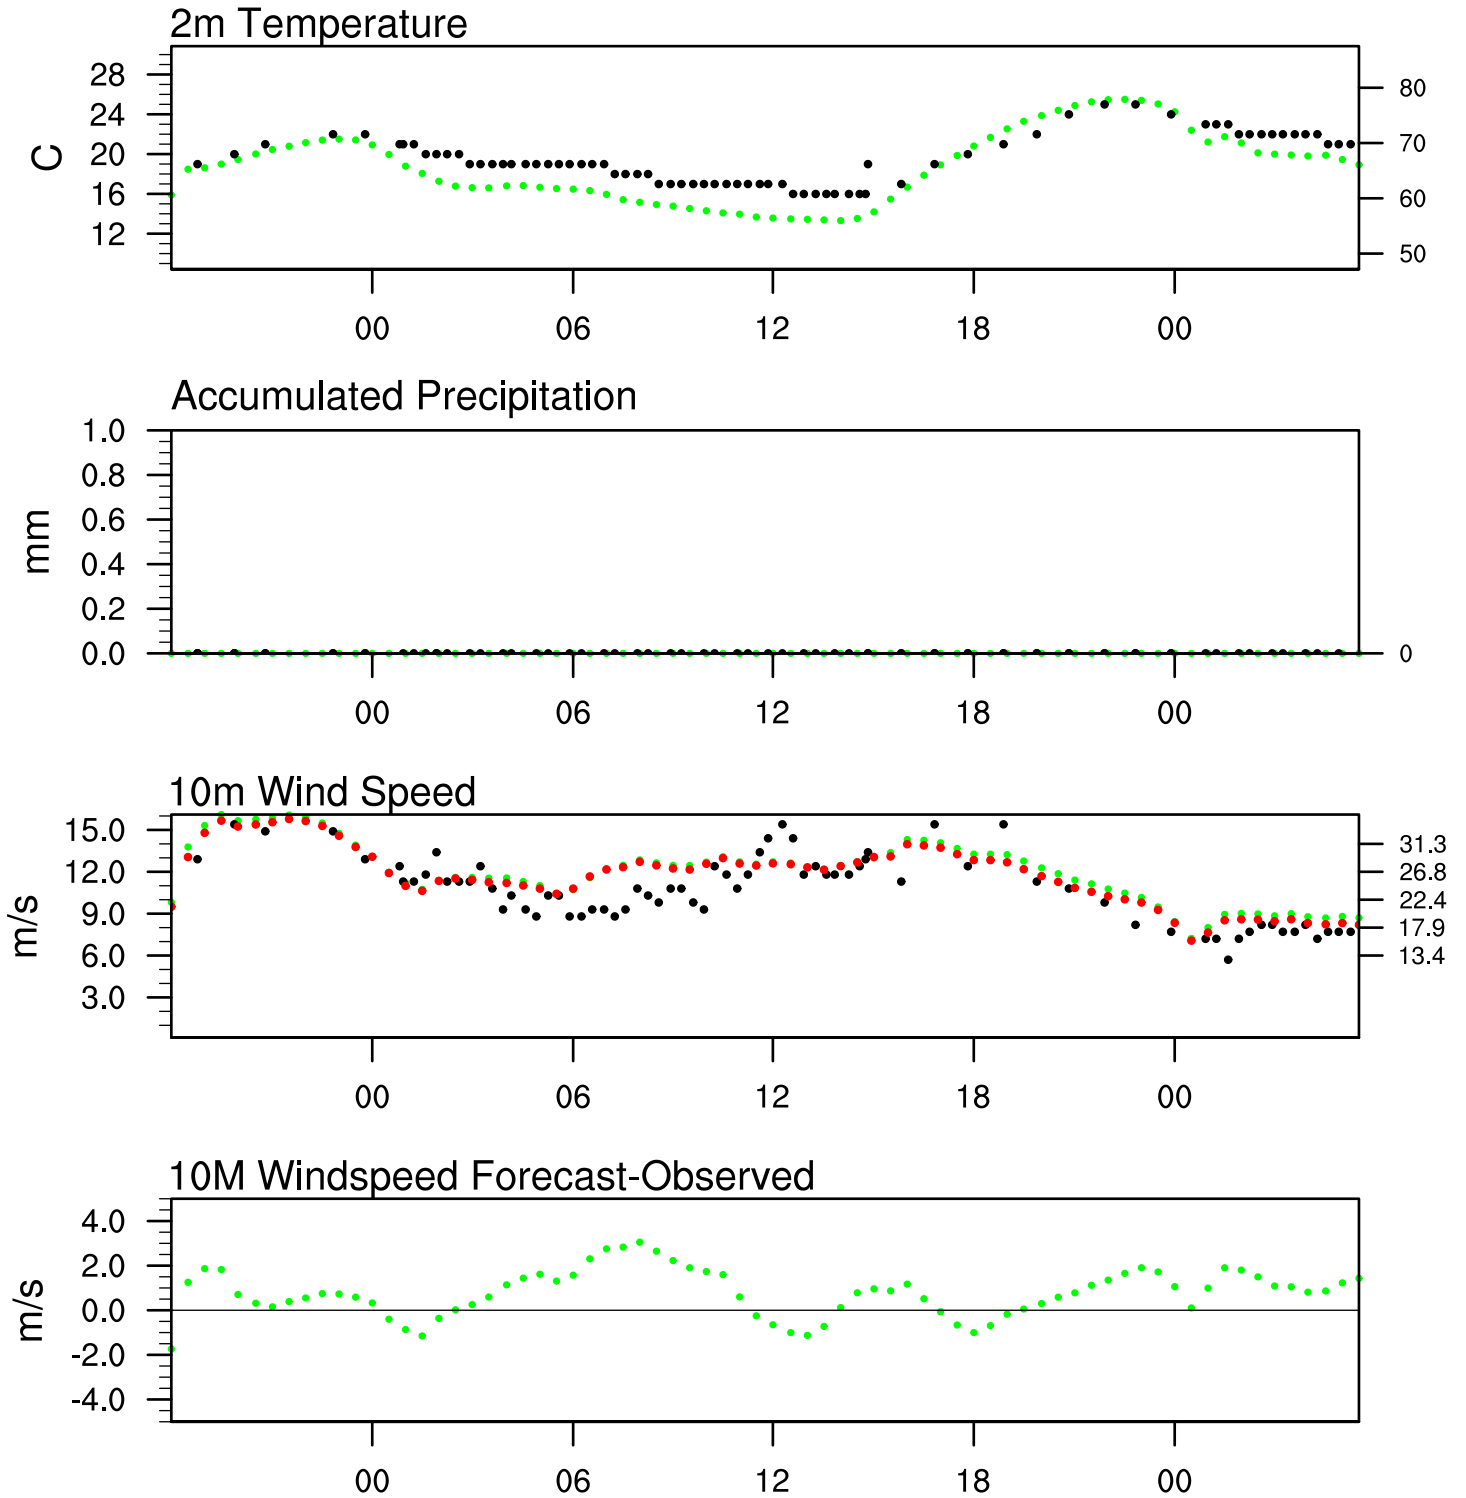 2m Temperature
28
24
20
16
12
C
80
70
60
50
00 06 12 18 00
Accumulated Precipitation
1.0
0.8
0.6
0.4
0.2
0.0
mm
0
00 06 12 18 00
10m Wind Speed
15.0
12.0
9.0
6.0
3.0
m/s
31.3
26.8
22.4
17.9
13.4
00 06 12 18 00
10M Windspeed Forecast-Observed
4.0
2.0
0.0
-2.0
-4.0
m/s
00 06 12 18 00